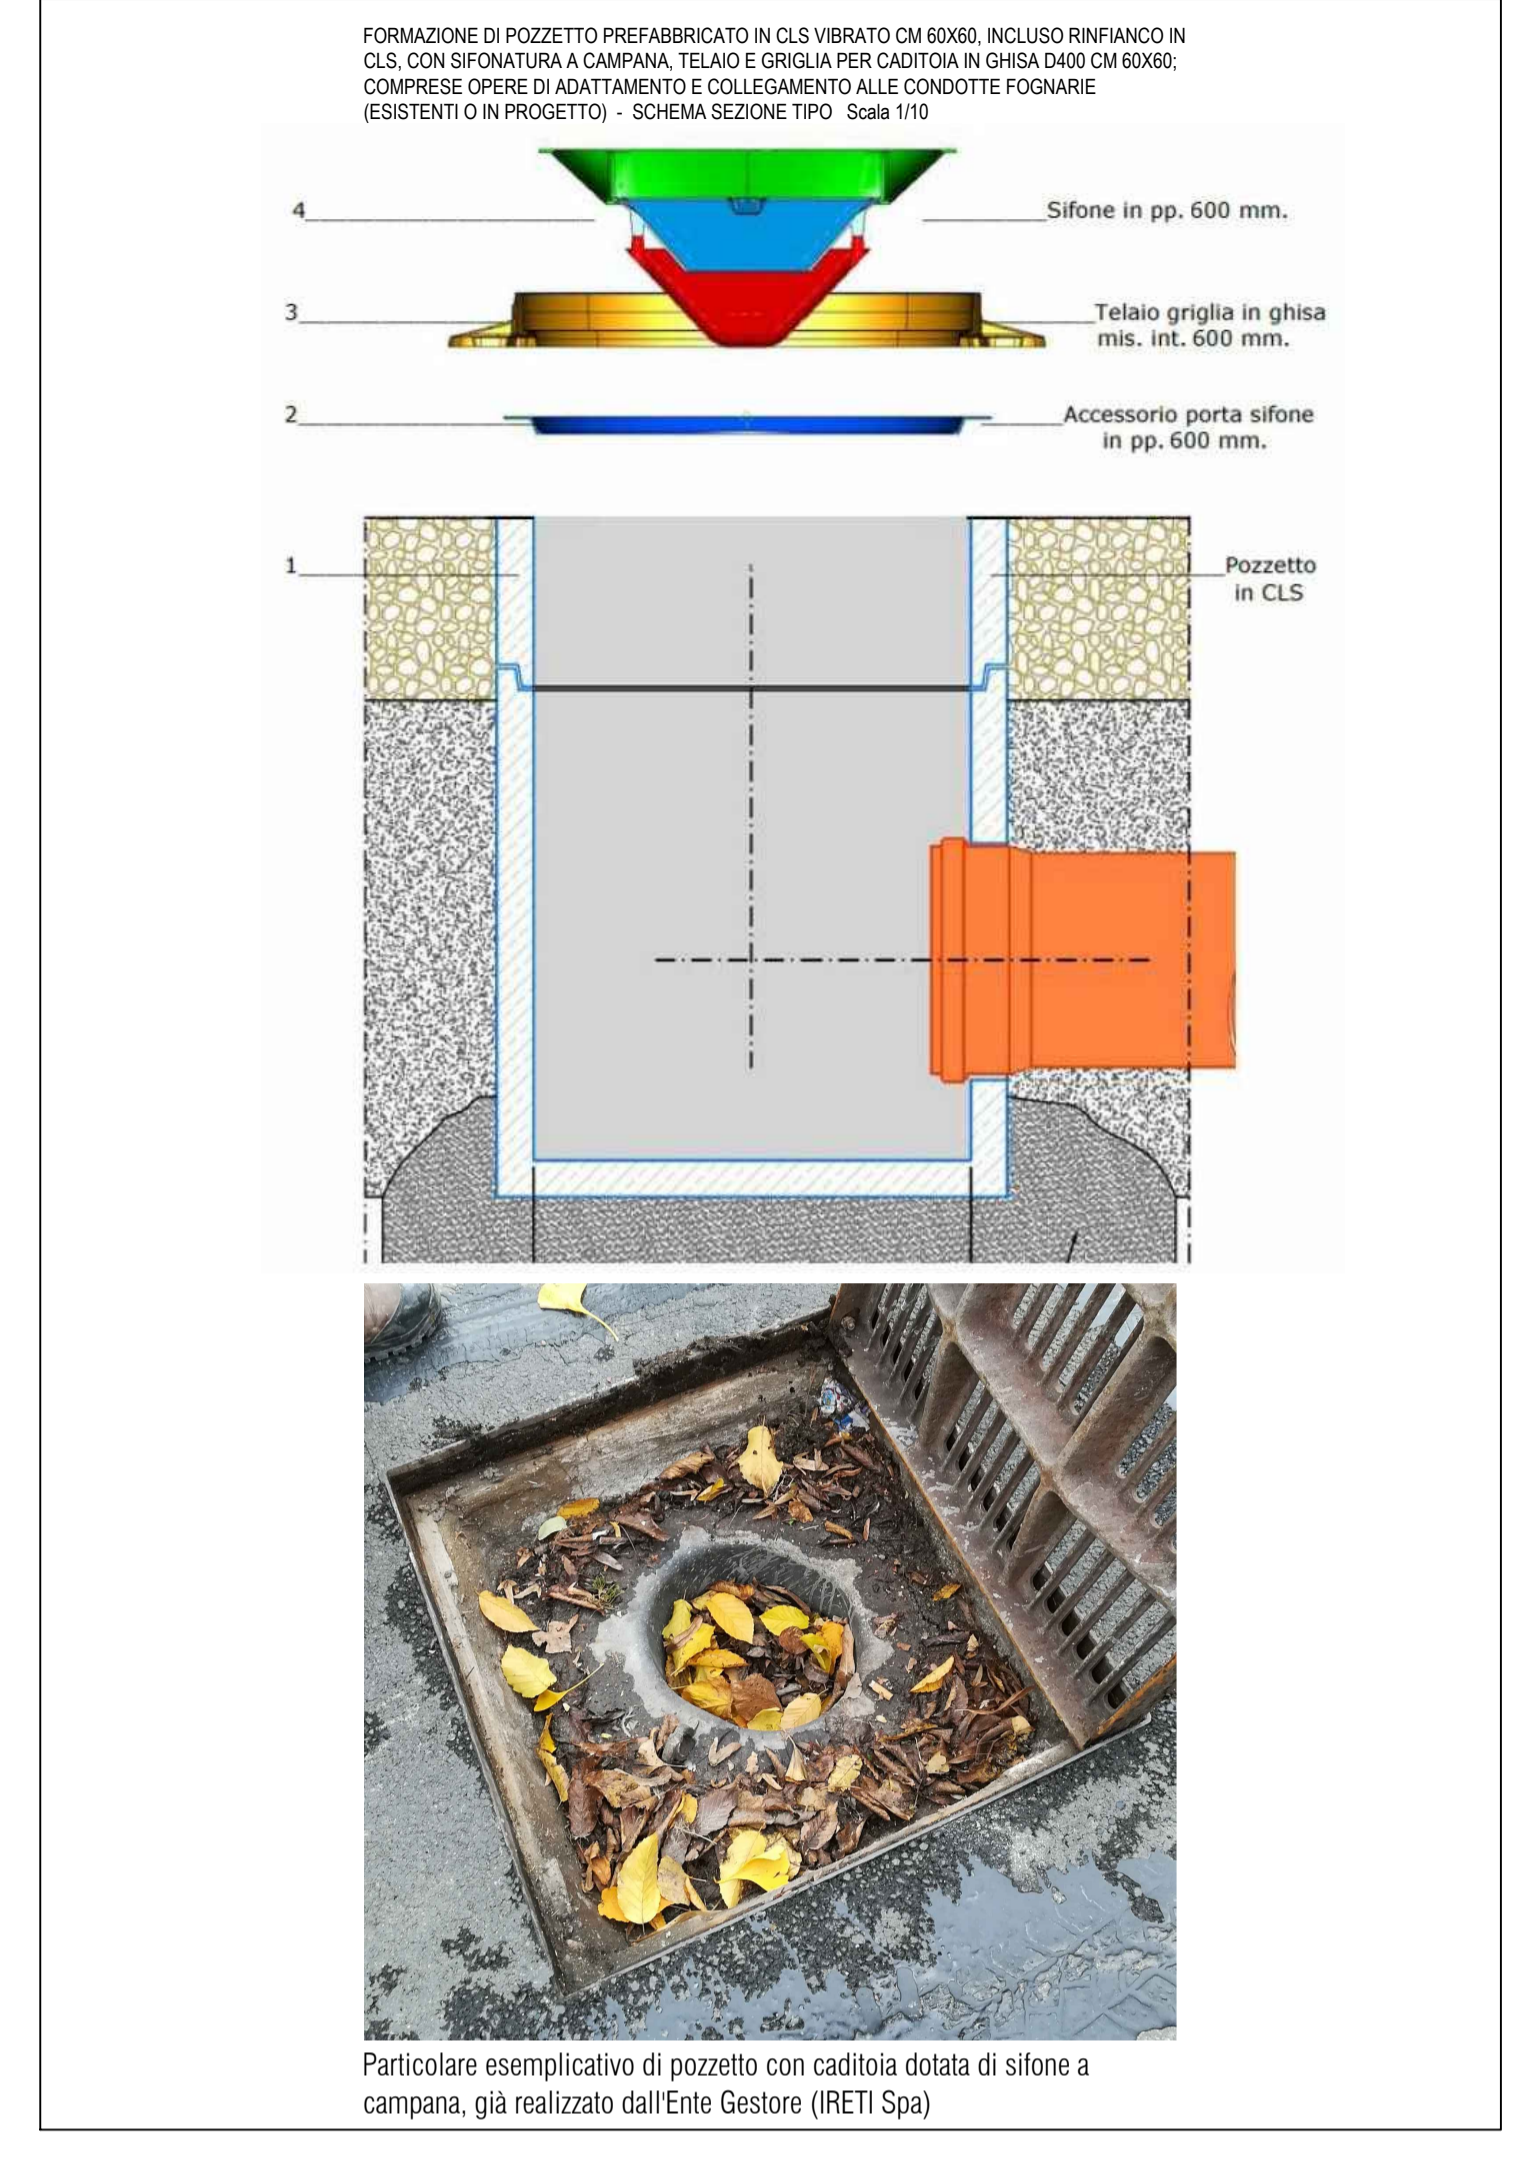 FORMAZIONE DI POZZETTO PREFABBRICATO IN CLS VIBRATO CM 60X60, INCLUSO RINFIANCO IN
CLS, CON SIFONATURA A CAMPANA, TELAIO E GRIGLIA PER CADITOIA IN GHISA D400 CM 60X60;
COMPRESE OPERE DI ADATTAMENTO E COLLEGAMENTO ALLE CONDOTTE FOGNARIE
(ESISTENTI O IN PROGETTO) - SCHEMA SEZIONE TIPO Scala 1/10
4
Sifone in pp. 600 mm.
3
Telaio griglia in ghisa
mis. int. 600 mm.
2
Accessorio porta sifone
in pp. 600 mm.
1
Pozzetto
in CLS
Particolare esemplicativo di pozzetto con caditoia dotata di sifone a
campana, già realizzato dall'Ente Gestore (IRETI Spa)